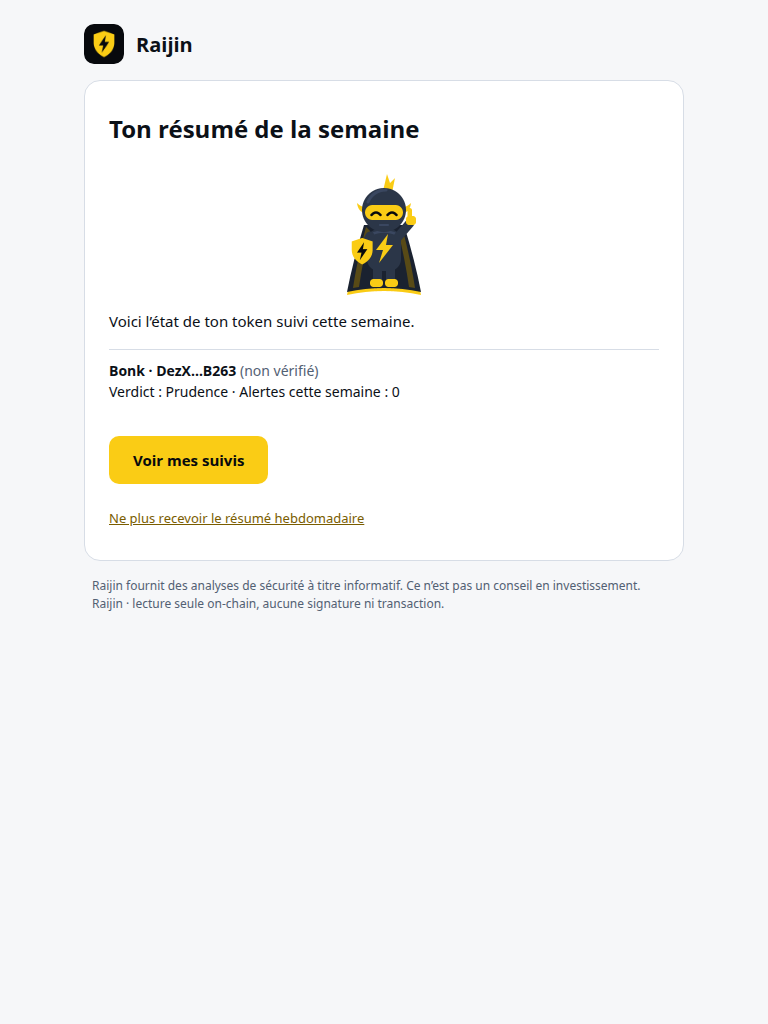 Raijin
Ton résumé de la semaine
Voici l’état de ton token suivi cette semaine.
Bonk · DezX…B263 (non vérifié)
Verdict : Prudence · Alertes cette semaine : 0
Voir mes suivis
Ne plus recevoir le résumé hebdomadaire
Raijin fournit des analyses de sécurité à titre informatif. Ce n’est pas un conseil en investissement.
Raijin · lecture seule on-chain, aucune signature ni transaction.